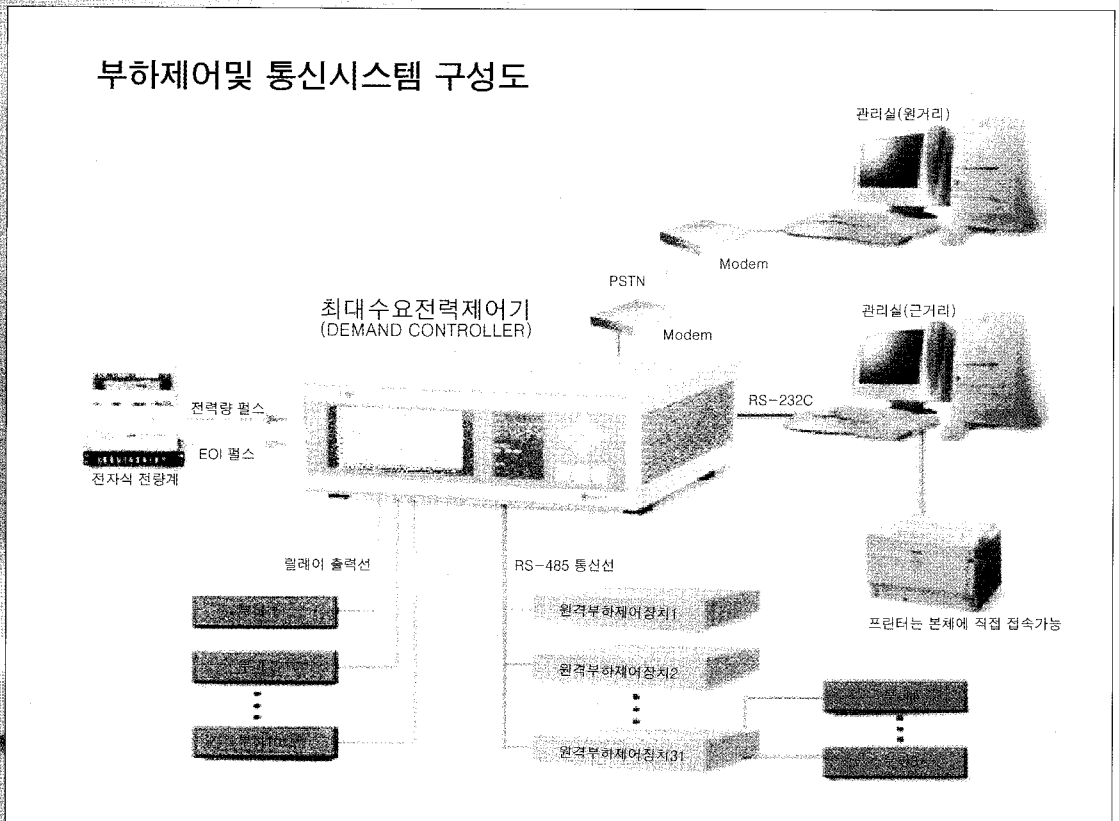 부하제어및 통신시스템 구성도
관리실(원거리)
Modem
PSTN
Modem
최대수요전력제어기
(DEMAND CONTROLLER)
관리실(근거리)
RS-232C
전력량 펄스
EOI 펄스
전자식 전량계
릴레이 출력선
RS-485 통신선
원격부하제어장치1
원격부하제어장치2
원격부하제어장치31
프린터는 본체에 직접 접속가능